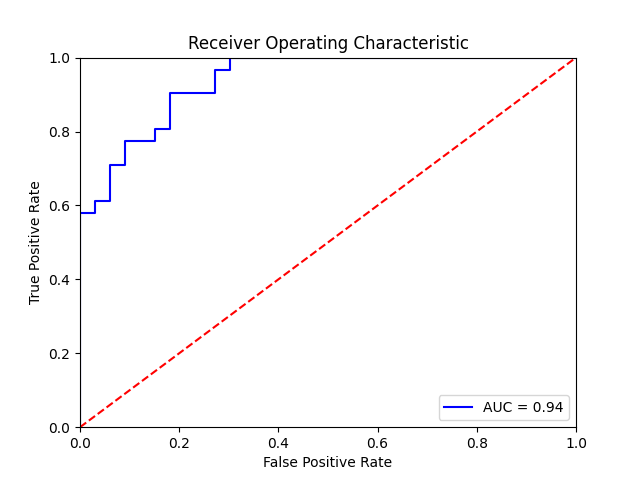 Receiver Operating Characteristic
1.0
0.8
0.6
0.4
0.2
0.0
True Positive Rate
AUC = 0.94
0.0 0.2 0.4 0.6 0.8 1.0
False Positive Rate